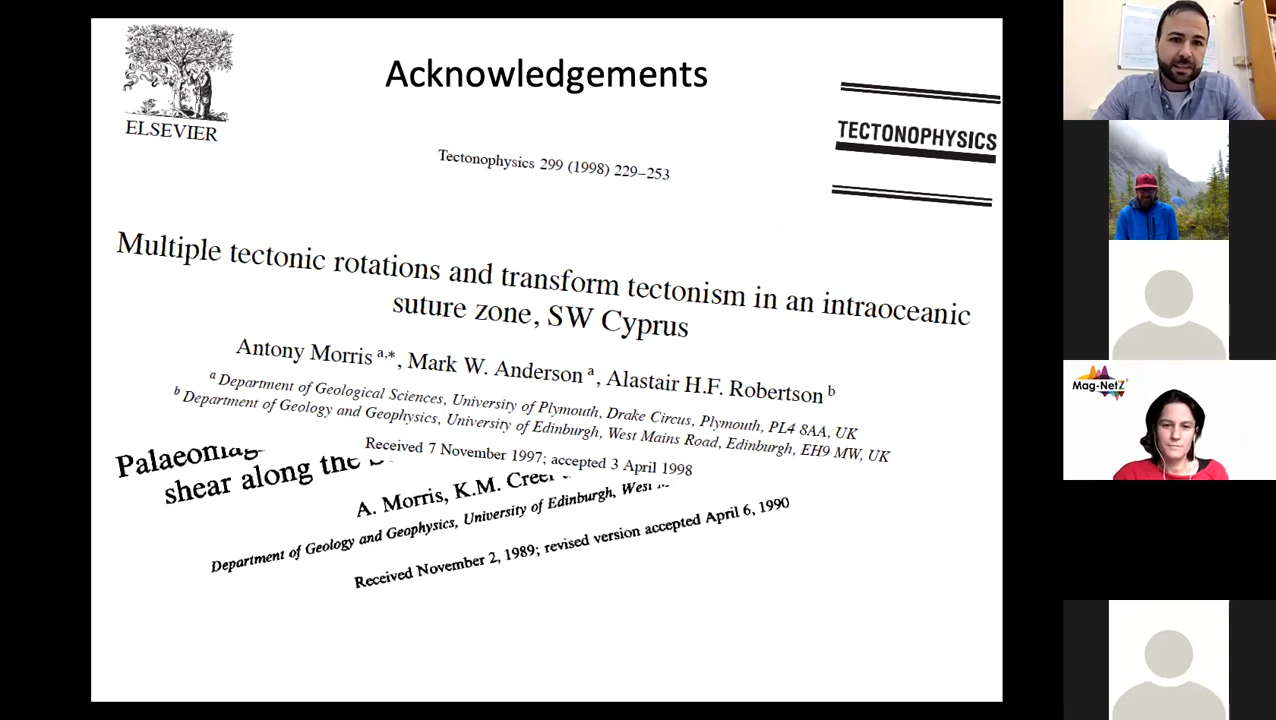 Acknowledgements
ELSEVIER
TECTONOPHYSICS
Tectonophysics 299 (1998) 229–253
Multiple tectonic rotations and transform tectonism in an intraoceanic
suture zone, SW Cyprus
Antony Morris a,*, Mark W. Anderson a, Alastair H.F. Robertson b
a Department of Geological Sciences, University of Plymouth, Drake Circus, Plymouth, PL4 8AA, UK
b Department of Geology and Geophysics, University of Edinburgh, West Mains Road, Edinburgh, EH9 MW, UK
Received 7 November 1997; accepted 3 April 1998
shear along the
A. Morris, K.M. Creer
Department of Geology and Geophysics, University of Edinburgh, West
Received November 2, 1989; revised version accepted April 6, 1990
Mag-NetZ